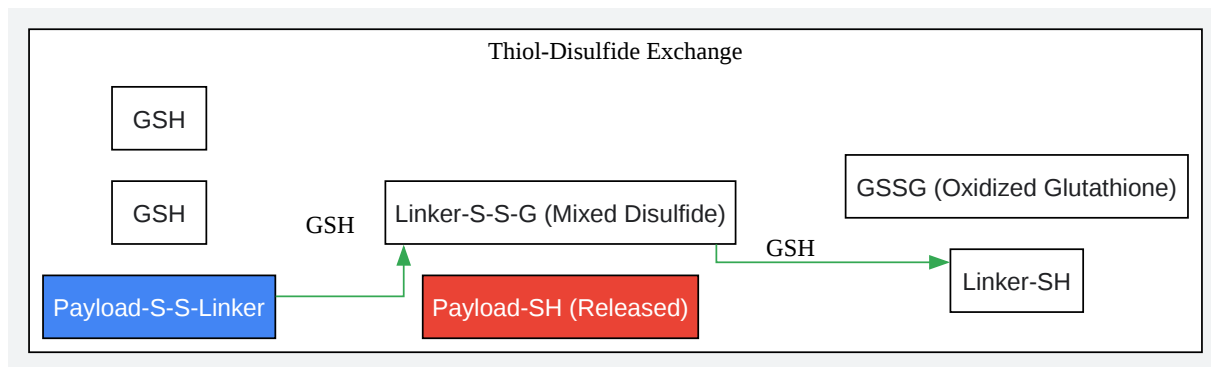 Thiol-Disulfide Exchange
GSH
GSH
GSH
Linker-S-S-G (Mixed Disulfide)
GSSG (Oxidized Glutathione)
GSH
Payload-S-S-Linker
Payload-SH (Released)
Linker-SH